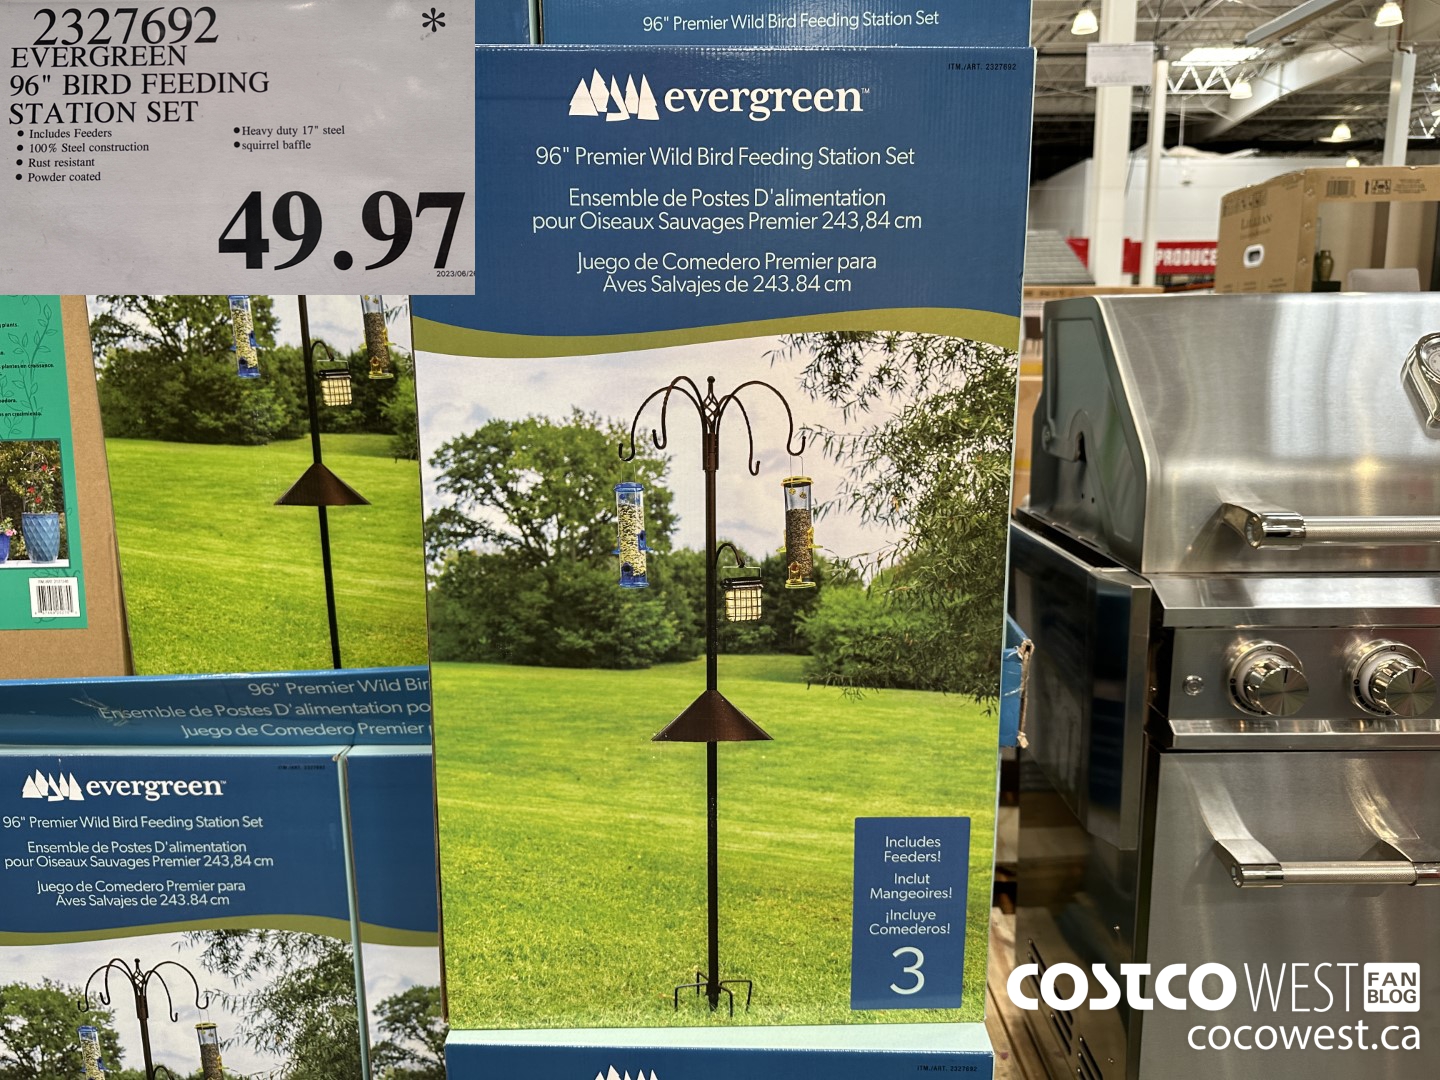 2327692 *
EVERGREEN
96" BIRD FEEDING
STATION SET
• Includes Feeders
• 100% Steel construction
• Rust resistant
• Powder coated
• Heavy duty 17" steel
• squirrel baffle
49.97
96" Premier Wild Bird Feeding Station Set
ITM./ART. 2327692
evergreen™
96" Premier Wild Bird Feeding Station Set
Ensemble de Postes D'alimentation
pour Oiseaux Sauvages Premier 243,84 cm
Juego de Comedero Premier para
Aves Salvajes de 243.84 cm
Includes
Feeders!
Inclut
Mangeoires!
¡Incluye
Comederos!
3
PRODUCE
96" Premier Wild Bir
Ensemble de Postes D'alimentation po
Juego de Comedero Premier
evergreen™
96" Premier Wild Bird Feeding Station Set
Ensemble de Postes D'alimentation
pour Oiseaux Sauvages Premier 243,84 cm
Juego de Comedero Premier para
Aves Salvajes de 243.84 cm
ITM./ART. 2327692
COSTCO WEST FAN
BLOG
cocowest.ca